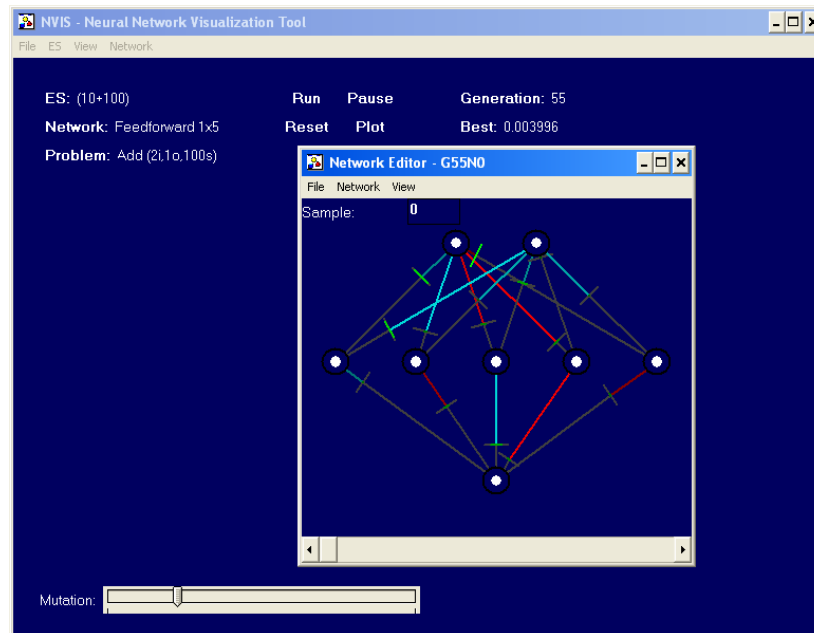 NVIS - Neural Network Visualization Tool
File ES View Network
ES: (10+100) Run Pause Generation: 55
Network: Feedforward 1x5 Reset Plot Best: 0.003996
Problem: Add (2i,1o,100s)
Network Editor - G55N0
File Network View
Sample: 0
Mutation: